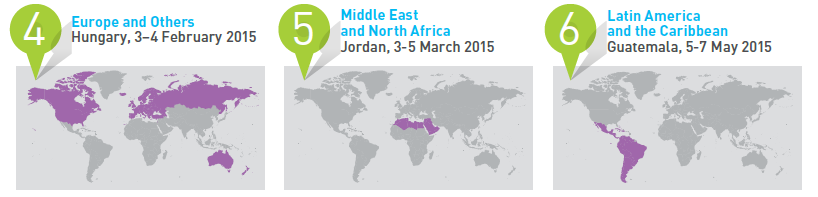 4
Europe and Others
Hungary, 3–4 February 2015
5
Middle East
and North Africa
Jordan, 3-5 March 2015
6
Latin America
and the Caribbean
Guatemala, 5-7 May 2015